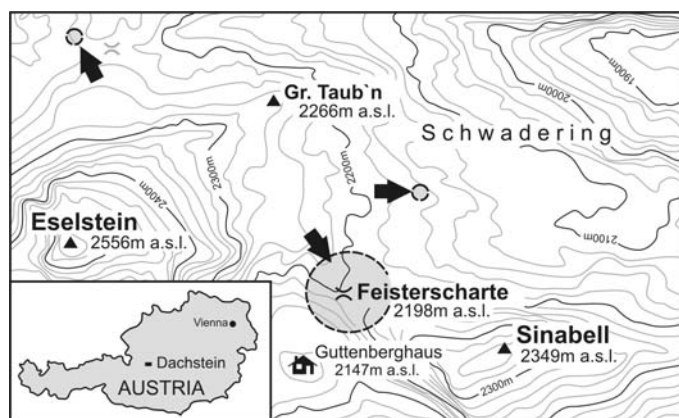 Gr. Taub`n
2266m a.s.l.
Schwadering
1900m
2000m
2100m
2200m
2300m
2400m
Eselstein
2556m a.s.l.
Feisterscharte
2198m a.s.l.
Guttenberghaus
2147m a.s.l.
Sinabell
2349m a.s.l.
2300m
Vienna
Dachstein
AUSTRIA